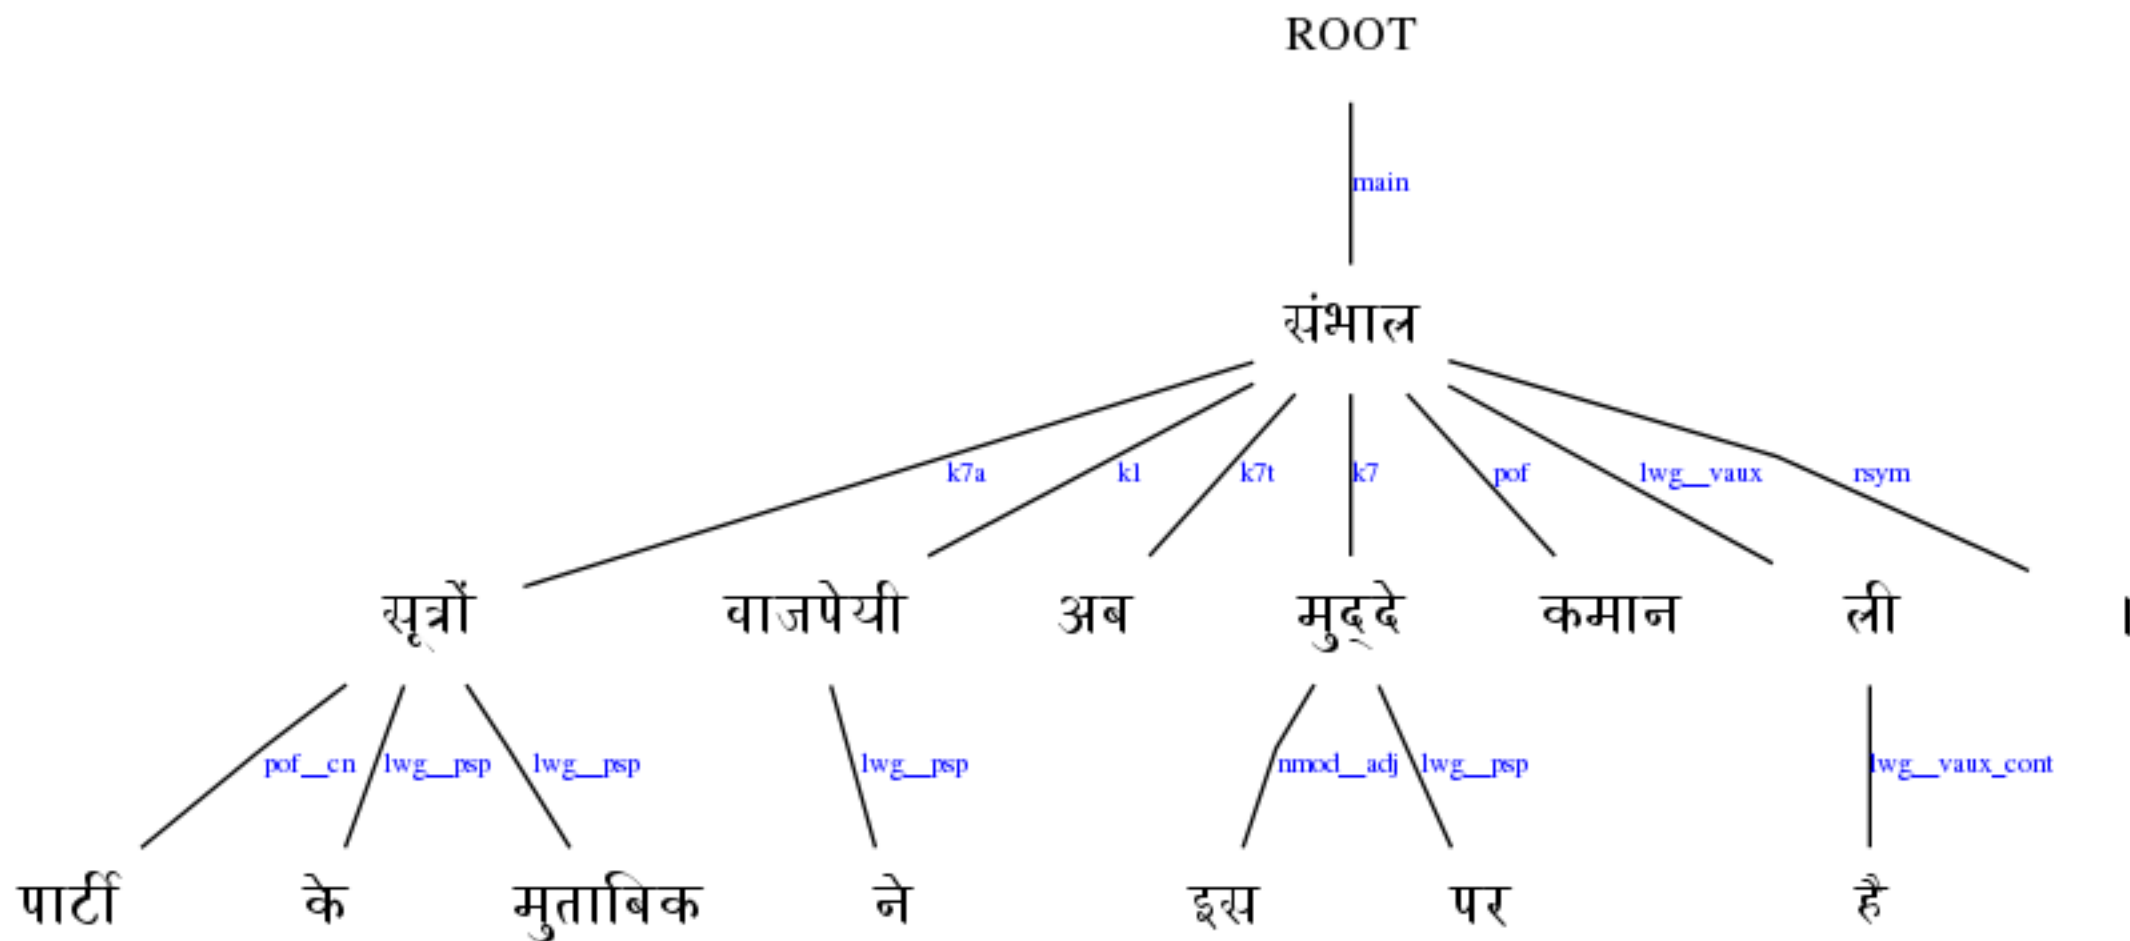 ROOT
main
संभाल
k7a k1 k7t k7 pof lwg__vaux rsym
सूत्रों वाजपेयी अब मुद्दे कमान ली ।
pof__cn lwg__psp lwg__psp lwg__psp nmod__adj lwg__psp lwg__vaux_cont
पार्टी के मुताबिक ने इस पर है